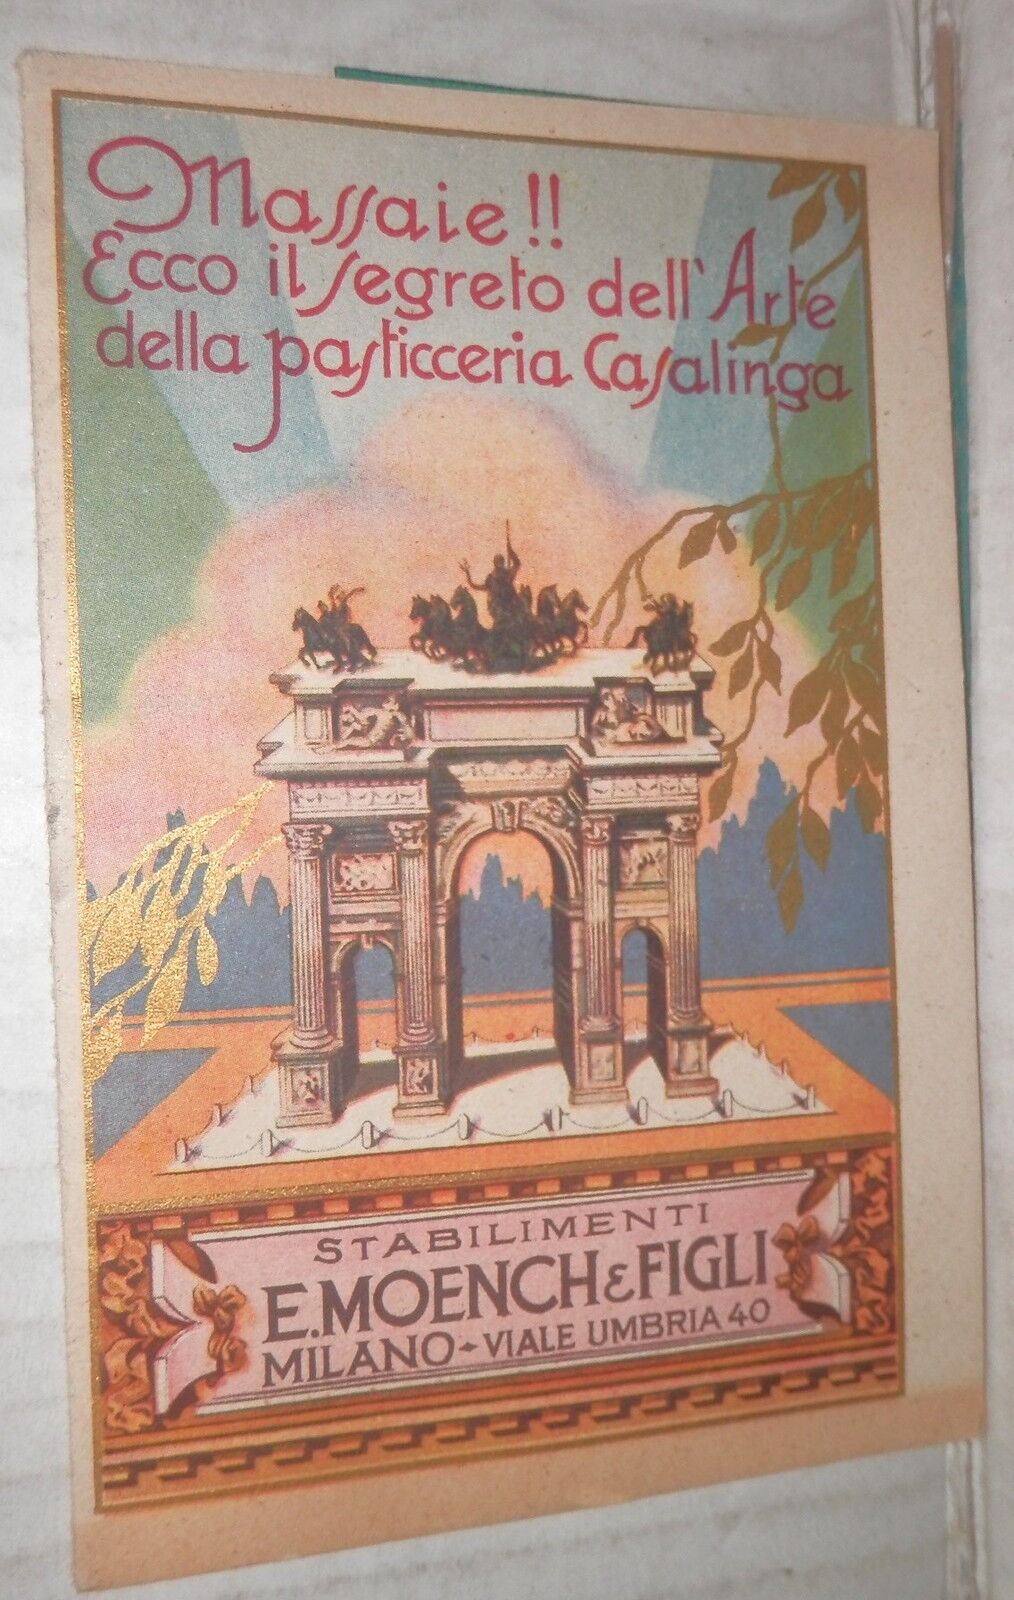 Massaie!!
Ecco il segreto dell'Arte
della pasticceria Casalinga
STABILIMENTI
E. MOENCH & FIGLI
MILANO - VIALE UMBRIA 40